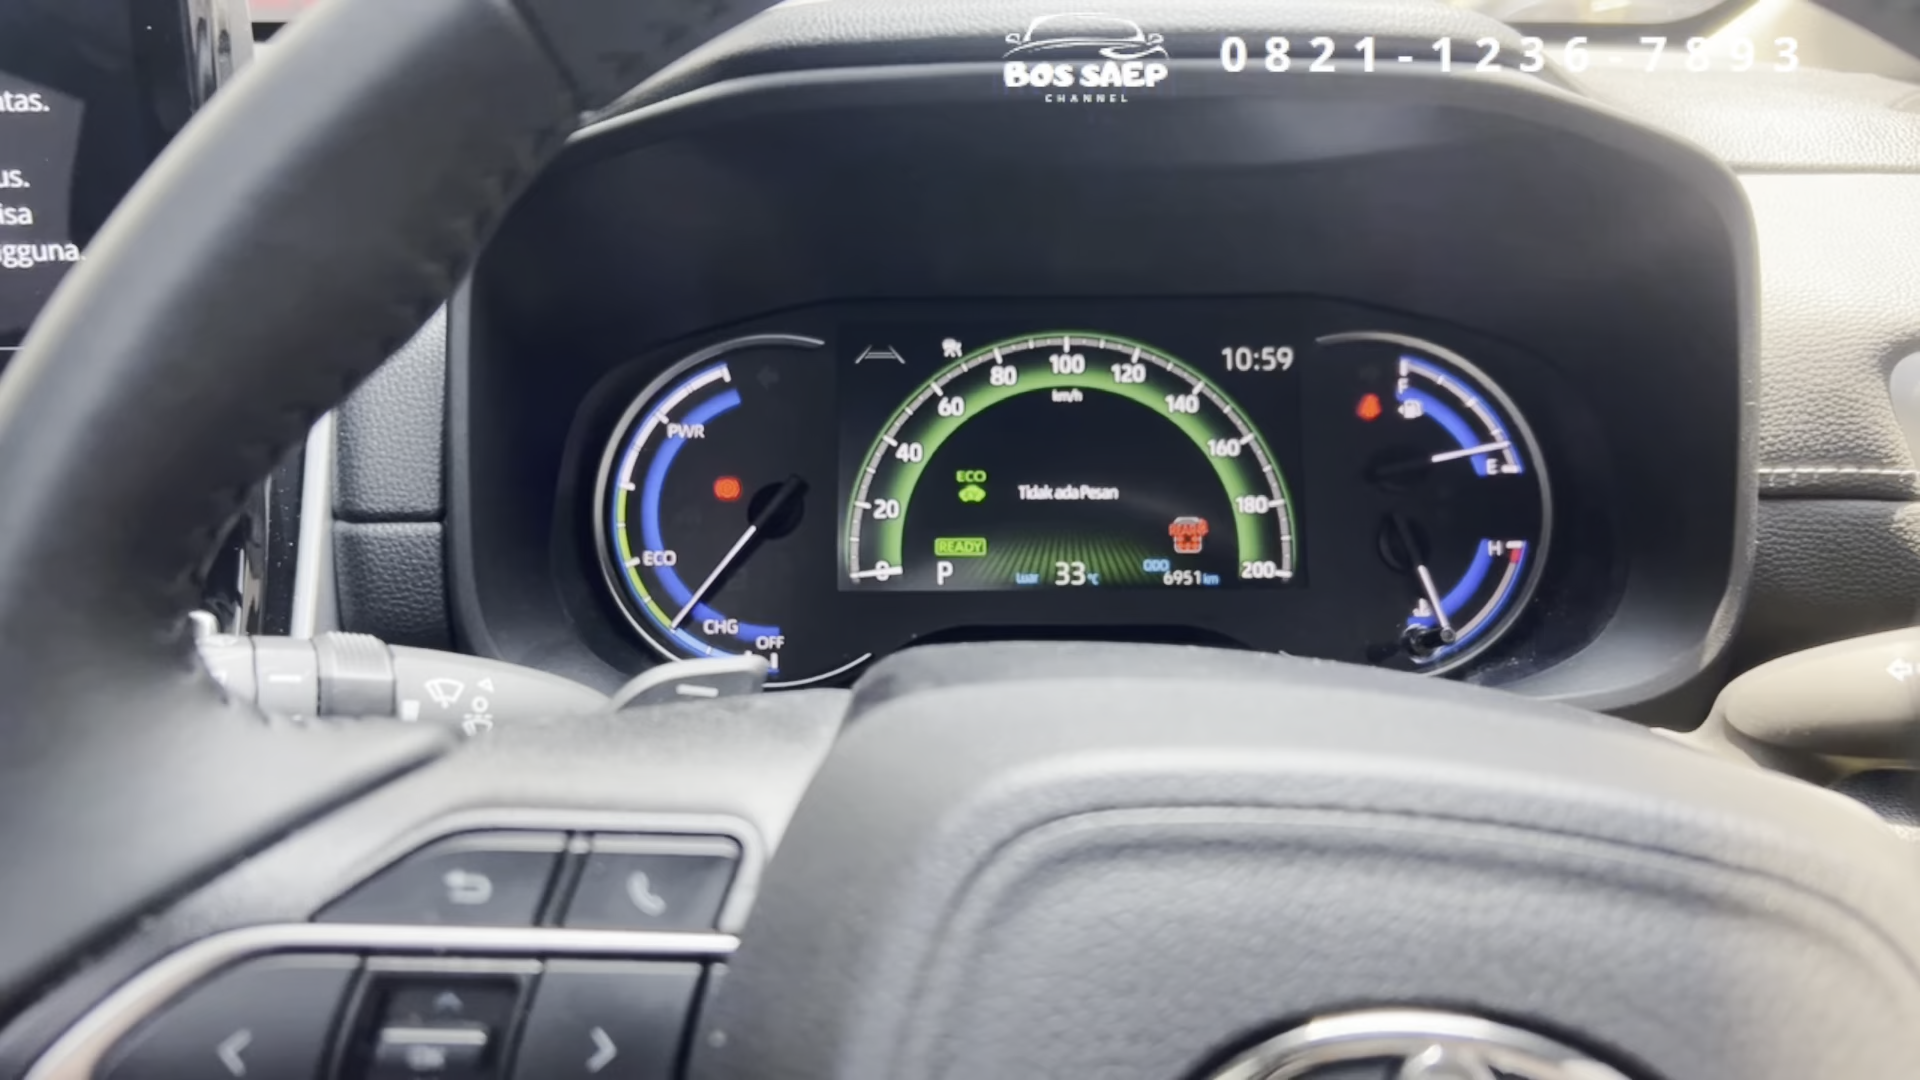 BOS SAEP
CHANNEL
0821-1236-7893
atas.
us.
isa
gguna.
PWR
ECO
CHG
OFF
0
20
40
60
80
100
120
140
160
180
200
km/h
10:59
ECO
Tidak ada Pesan
READY
P
Luar 33°C
ODO
6951 km
F
E
H